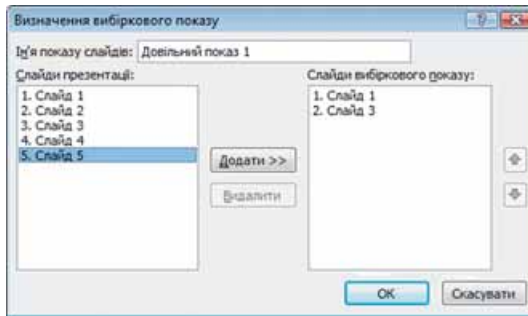 Визначення вибіркового показу
Ім'я показу слайдів: Довільний показ 1
Слайди презентації:
1. Слайд 1
2. Слайд 2
3. Слайд 3
4. Слайд 4
5. Слайд 5
Додати >>
Видалити
Слайди вибіркового показу:
1. Слайд 1
2. Слайд 3
ОК
Скасувати